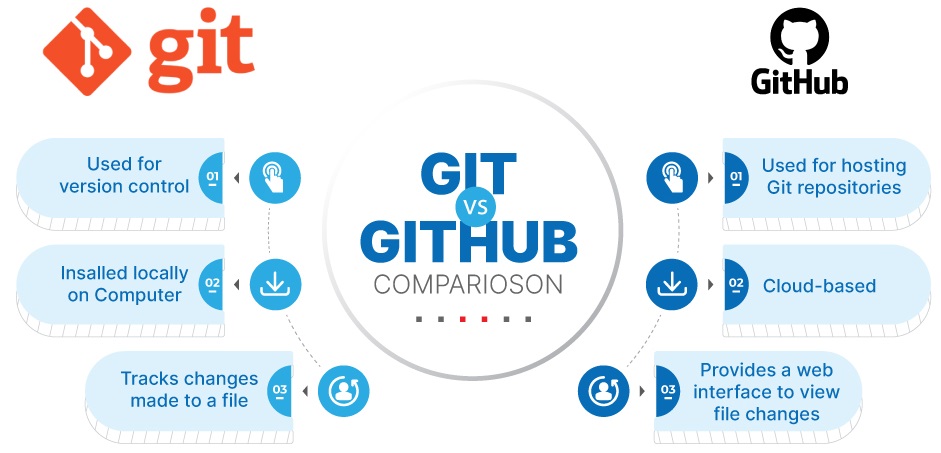 git
GitHub
GIT
VS
GITHUB
COMPARIOSON
Used for
version control
01
Insalled locally
on Computer
02
Tracks changes
made to a file
03
01
Used for hosting
Git repositories
02
Cloud-based
03
Provides a web
interface to view
file changes